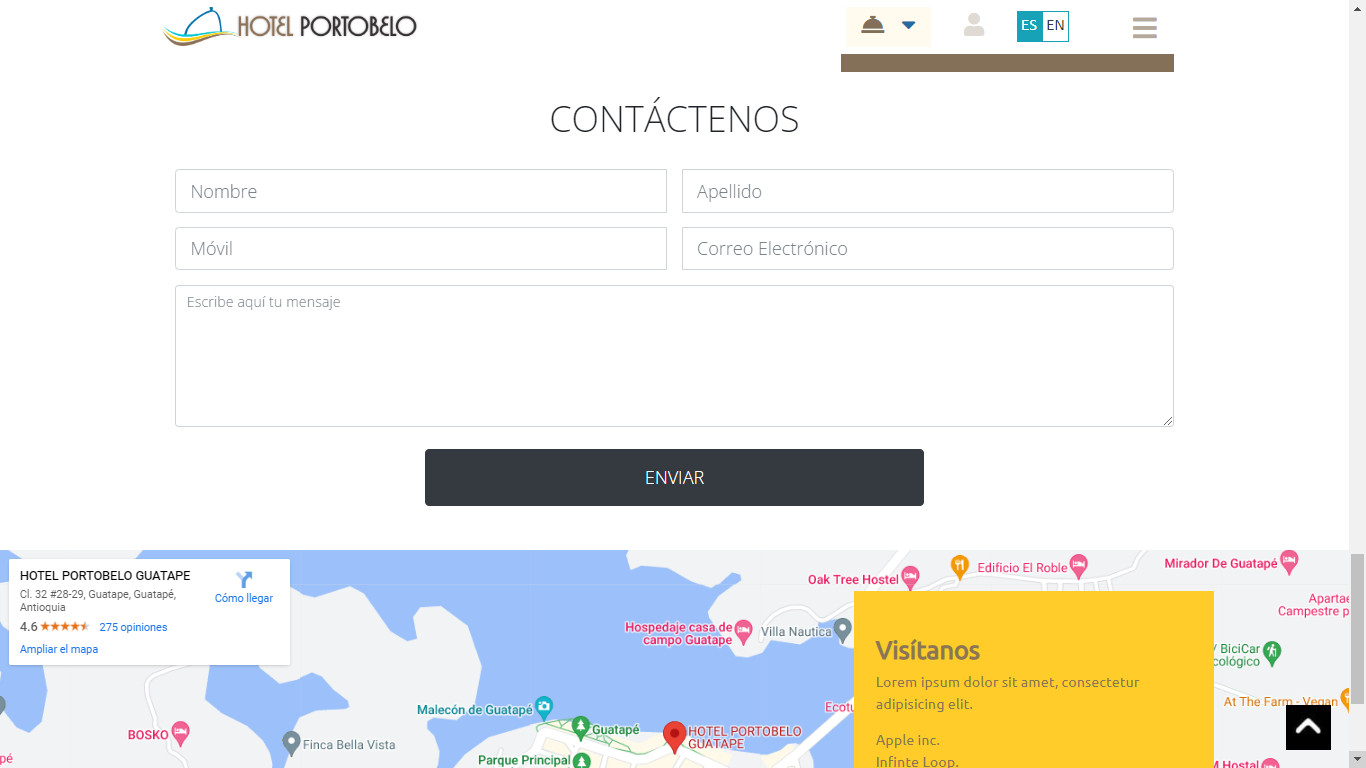 HOTEL PORTOBELO
ES EN
CONTÁCTENOS
Nombre
Apellido
Móvil
Correo Electrónico
Escribe aquí tu mensaje
ENVIAR
HOTEL PORTOBELO GUATAPE
Cl. 32 #28-29, Guatape, Guatapé,
Antioquia
Cómo llegar
4.6
275 opiniones
Ampliar el mapa
Oak Tree Hostel
Edificio El Roble
Mirador De Guatapé
Apartae
Campestre p
Hospedaje casa de
campo Guatape
Villa Nautica
/ BiciCar
cológico
Visítanos
Lorem ipsum dolor sit amet, consectetur
adipisicing elit.
Apple inc.
Infinte Loop.
Malecón de Guatapé
Ecotu
At The Farm - Vegan
BOSKO
Finca Bella Vista
Guatapé
HOTEL PORTOBELO
GUATAPE
Parque Principal
pé
M Hostal